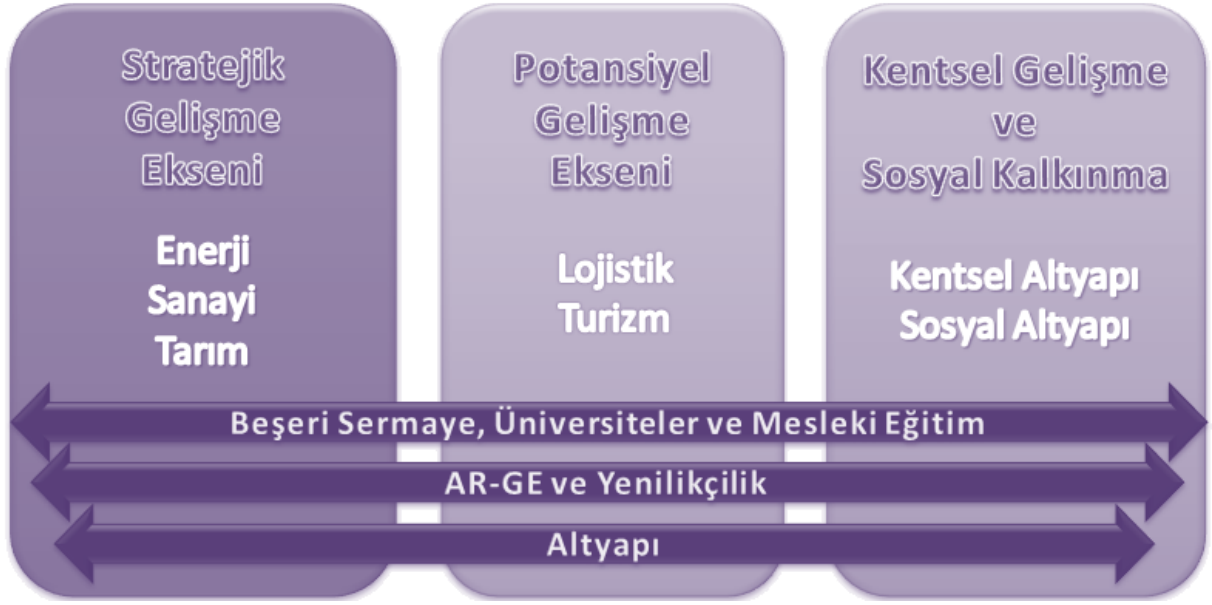 Stratejik
Gelişme
Ekseni
Enerji
Sanayi
Tarım
Potansiyel
Gelişme
Ekseni
Lojistik
Turizm
Kentsel Gelişme
ve
Sosyal Kalkınma
Kentsel Altyapı
Sosyal Altyapı
Beşeri Sermaye, Üniversiteler ve Mesleki Eğitim
AR-GE ve Yenilikçilik
Altyapı